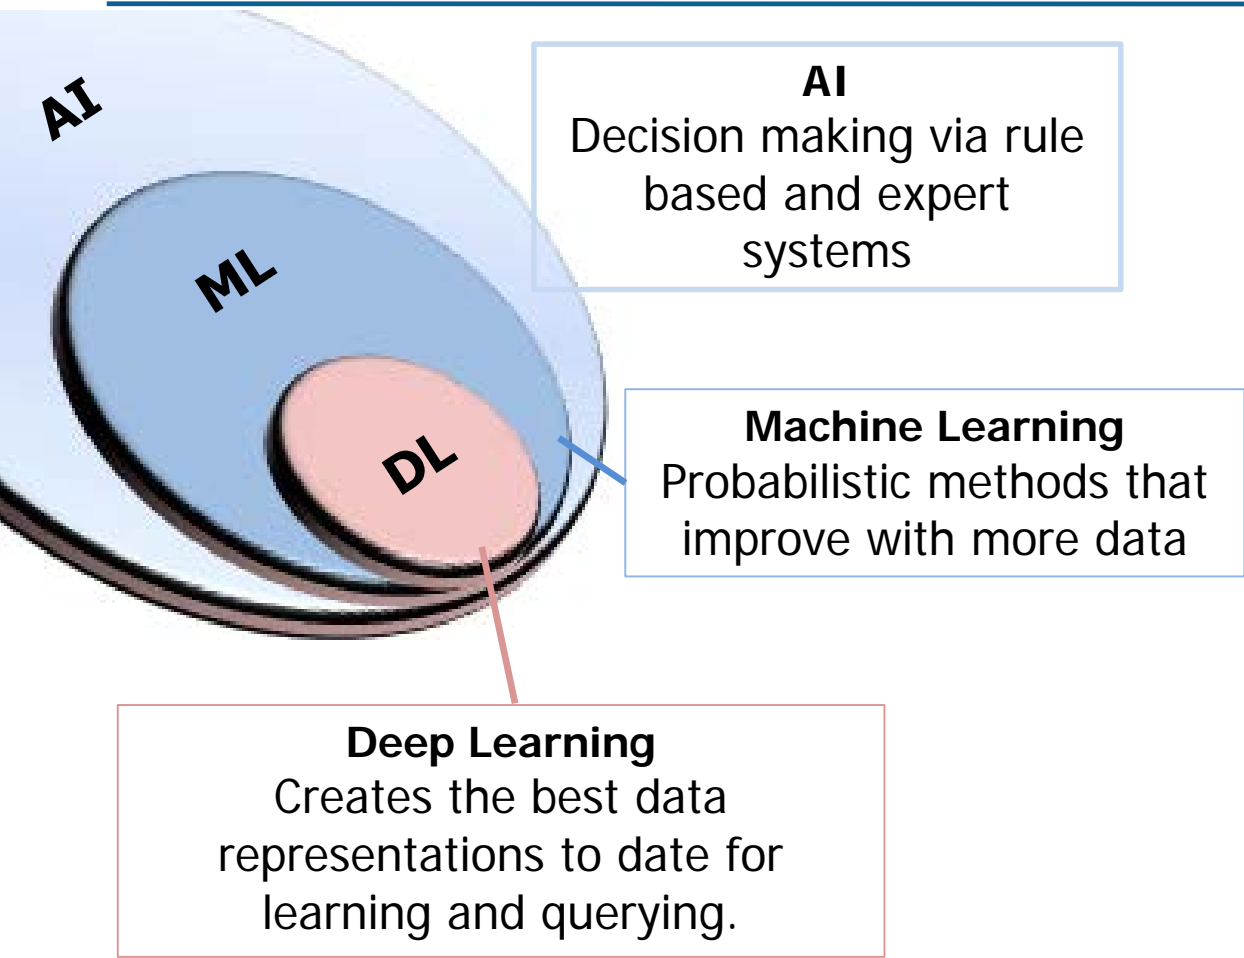 AI
ML
DL
AI
Decision making via rule
based and expert
systems
Machine Learning
Probabilistic methods that
improve with more data
Deep Learning
Creates the best data
representations to date for
learning and querying.